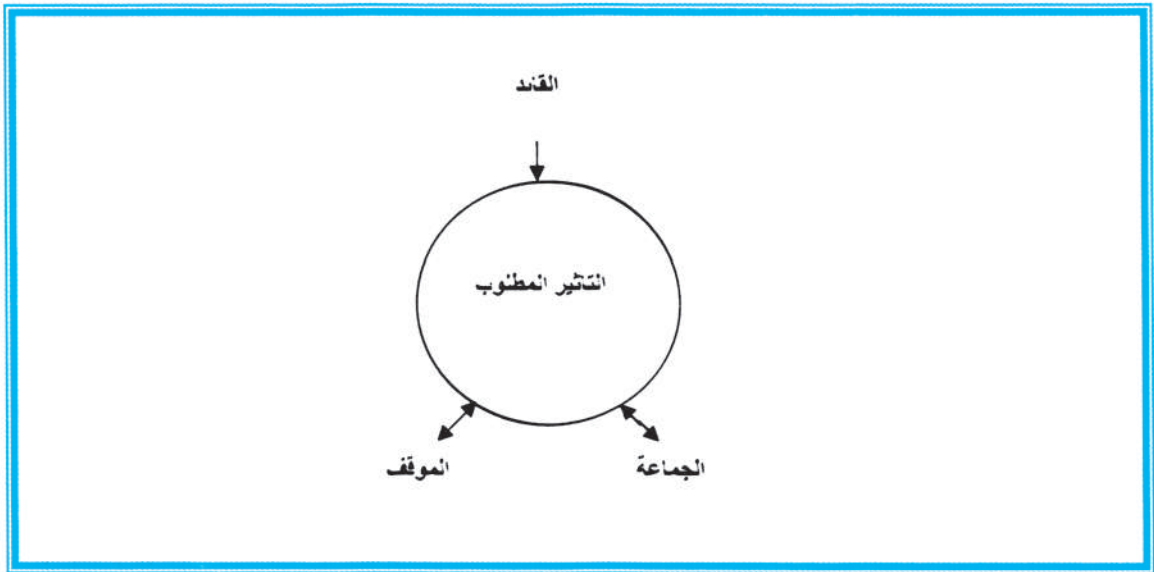 القائد
التأثير المطلوب
الموقف
الجماعة